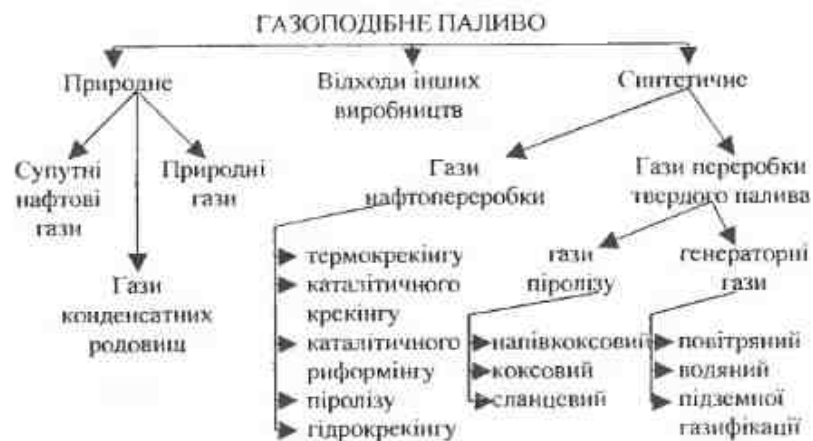 ГАЗОПОДІБНЕ ПАЛИВО
Природне
Відходи інших
виробництв
Синтетичне
Супутні
нафтові
гази
Природні
гази
Гази
конденсатних
родовищ
Гази
нафтопереробки
Гази переробки
твердого палива
термокрекінгу
каталітичного
крекінгу
каталітичного
риформінгу
піролізу
гідрокрекінгу
гази
піролізу
напівкоксовий
коксовий
сланцевий
генераторні
гази
повітряний
водяний
підземної
газифікації